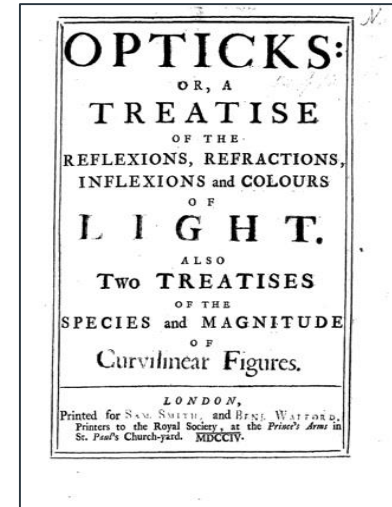 OPTICKS:
OR, A
TREATISE
OF THE
REFLEXIONS, REFRACTIONS,
INFLEXIONS and COLOURS
OF
LIGHT.
ALSO
Two TREATISES
OF THE
SPECIES and MAGNITUDE
OF
Curvilinear Figures.
LONDON,
Printed for SAM. SMITH, and BENJ. WALFORD,
Printers to the Royal Society, at the Prince's Arms in
St. Paul's Church-yard. MDCCIV.